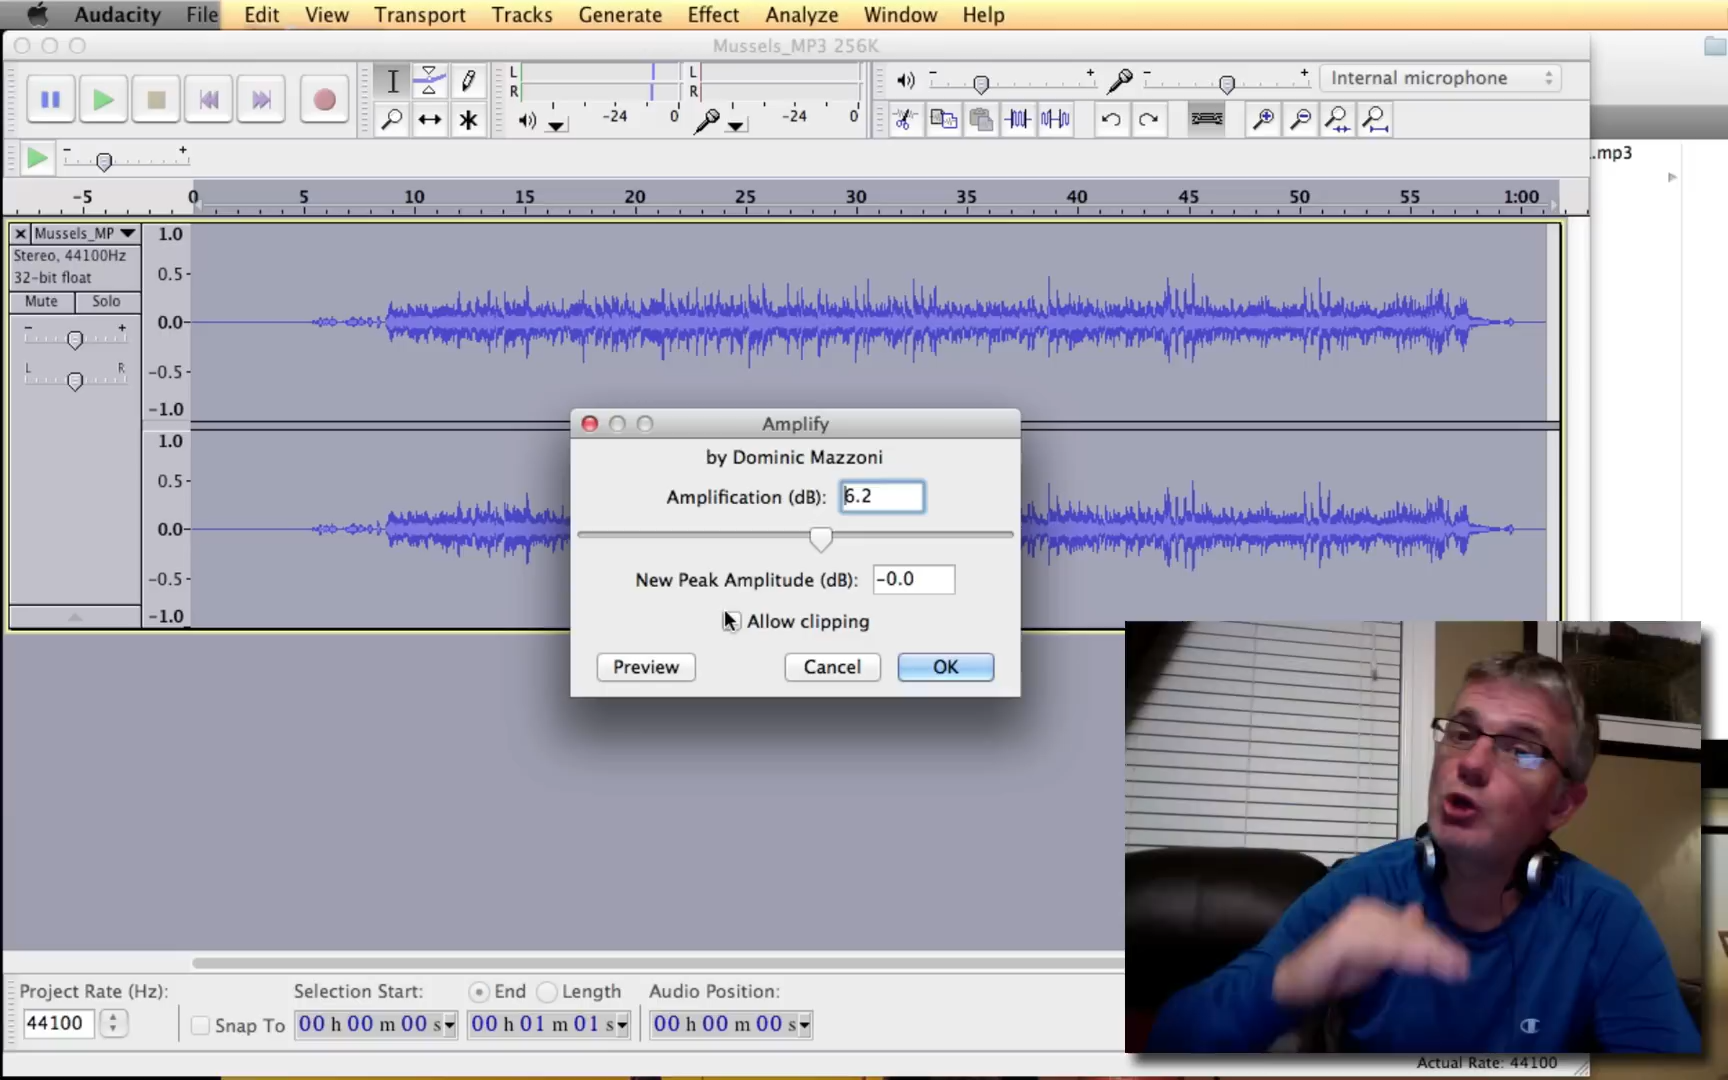 Audacity File Edit View Transport Tracks Generate Effect Analyze Window Help
Mussels_MP3 256K
L
R
-24 0
L
R
-24 0
- +
- +
Internal microphone
- +
.mp3
-5 0 5 10 15 20 25 30 35 40 45 50 55 1:00
Mussels_MP
Stereo, 44100Hz
32-bit float
Mute Solo
- +
L R
1.0
0.5-
0.0-
-0.5-
-1.0
1.0
0.5-
0.0-
-0.5-
-1.0
Amplify
by Dominic Mazzoni
Amplification (dB): 6.2
New Peak Amplitude (dB): -0.0
Allow clipping
Preview Cancel OK
Project Rate (Hz): Selection Start: End Length Audio Position:
44100 Snap To 00 h 00 m 00 s 00 h 01 m 01 s 00 h 00 m 00 s
Actual Rate: 44100